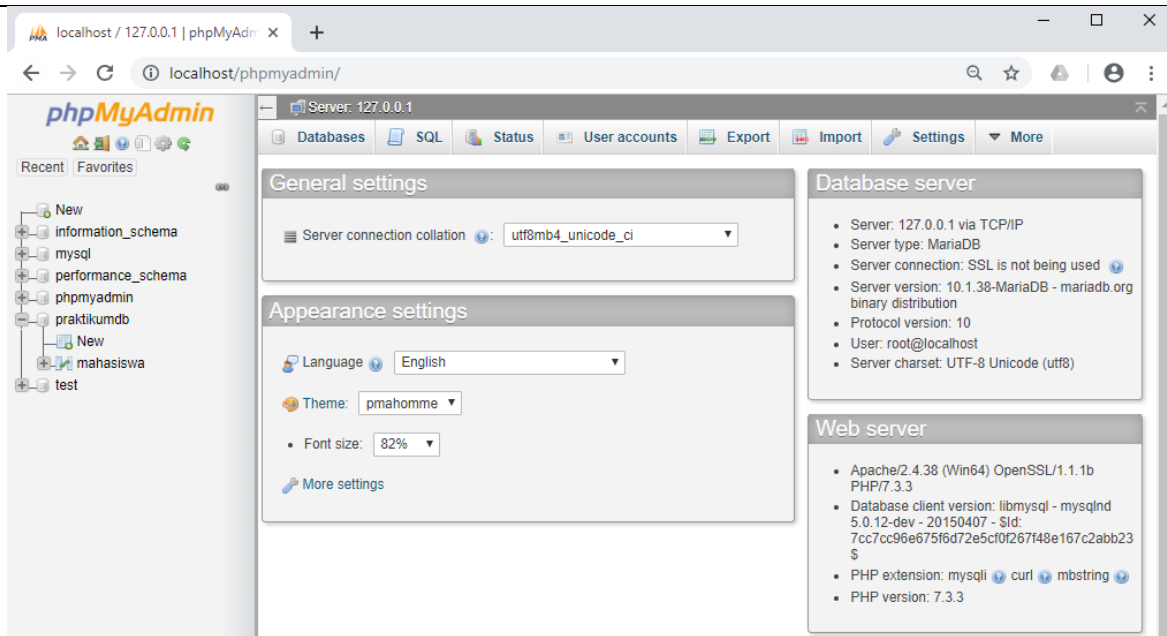 localhost / 127.0.0.1 | phpMyAdm
localhost/phpmyadmin/
phpMyAdmin
Recent Favorites
New
information_schema
mysql
performance_schema
phpmyadmin
praktikumdb
New
mahasiswa
test
Server: 127.0.0.1
Databases SQL Status User accounts Export Import Settings More
General settings
Server connection collation : utf8mb4_unicode_ci
Appearance settings
Language English
Theme: pmahomme
Font size: 82%
More settings
Database server
Server: 127.0.0.1 via TCP/IP
Server type: MariaDB
Server connection: SSL is not being used
Server version: 10.1.38-MariaDB - mariadb.org
binary distribution
Protocol version: 10
User: root@localhost
Server charset: UTF-8 Unicode (utf8)
Web server
Apache/2.4.38 (Win64) OpenSSL/1.1.1b
PHP/7.3.3
Database client version: libmysql - mysqlnd
5.0.12-dev - 20150407 - $Id:
7cc7cc96e675f6d72e5cf0f267f48e167c2abb23
$
PHP extension: mysqli curl mbstring
PHP version: 7.3.3